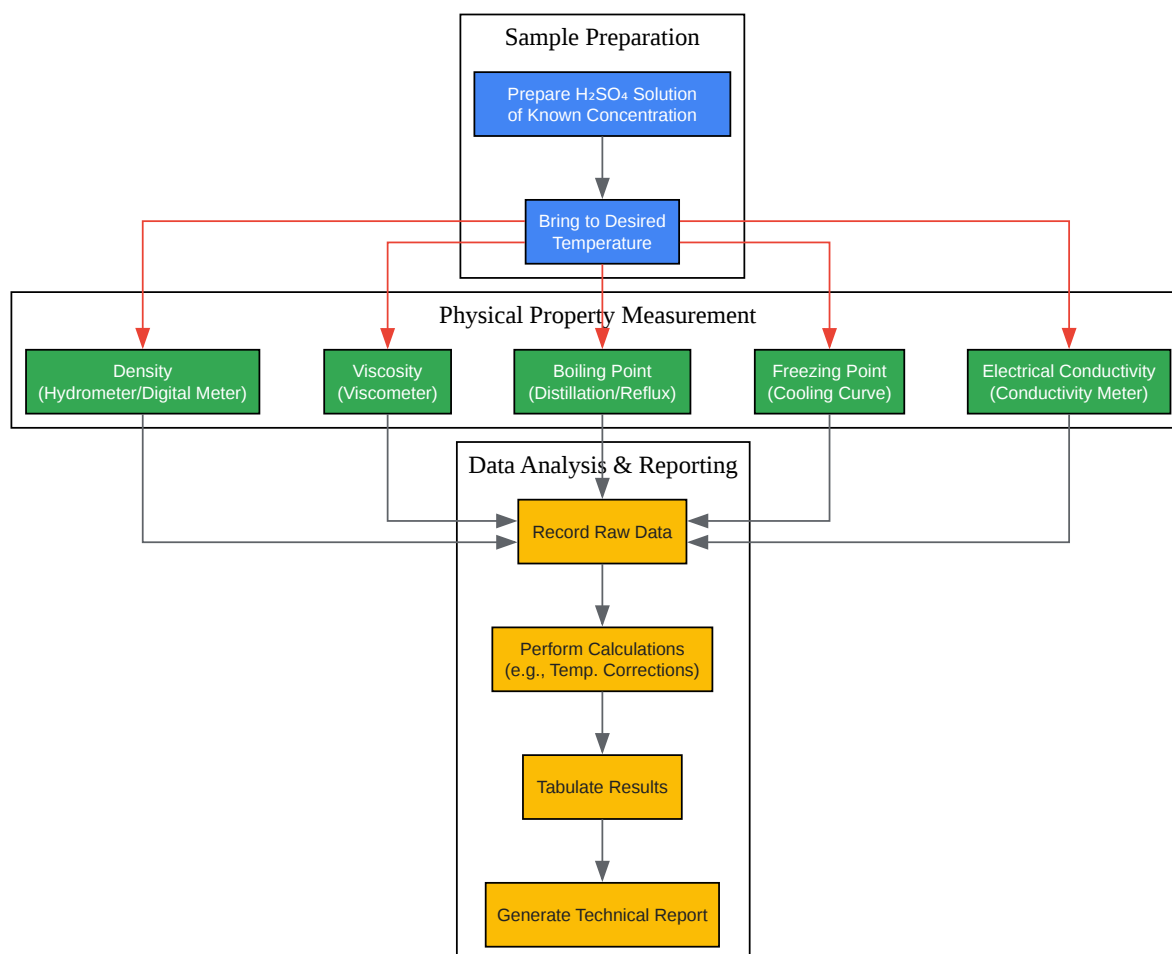 Sample Preparation
Prepare H₂SO₄ Solution
of Known Concentration
Bring to Desired
Temperature
Physical Property Measurement
Density
(Hydrometer/Digital Meter)
Viscosity
(Viscometer)
Boiling Point
(Distillation/Reflux)
Freezing Point
(Cooling Curve)
Electrical Conductivity
(Conductivity Meter)
Data Analysis & Reporting
Record Raw Data
Perform Calculations
(e.g., Temp. Corrections)
Tabulate Results
Generate Technical Report